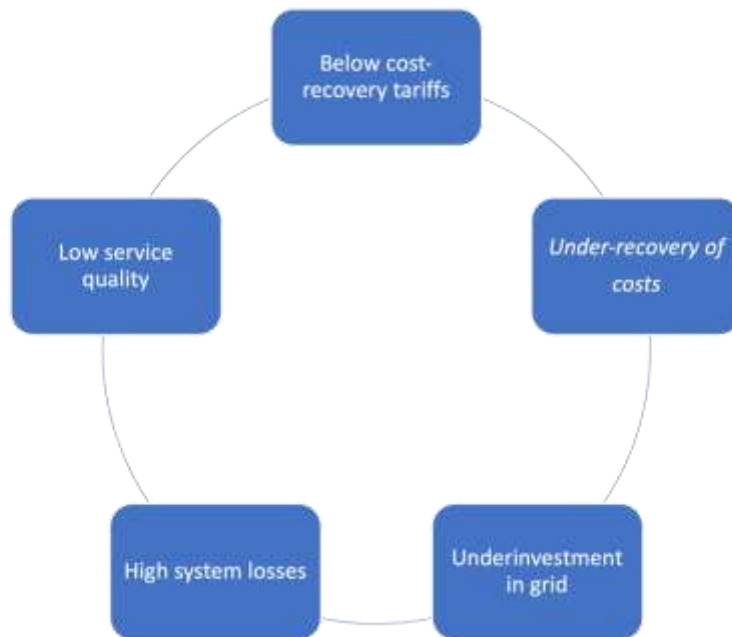 Below cost-
recovery tariffs
Under-recovery of
costs
Underinvestment
in grid
High system losses
Low service
quality